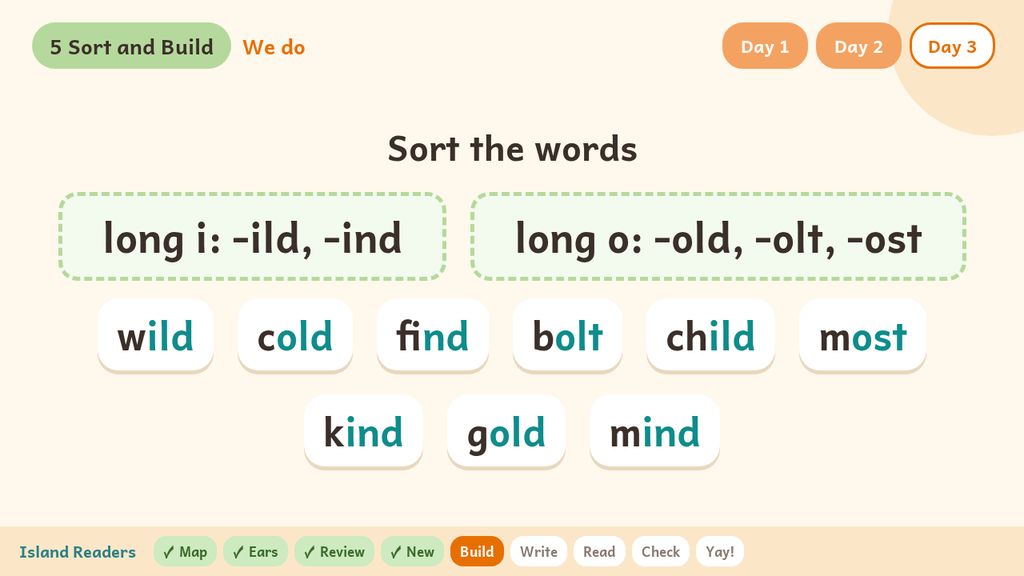 5 Sort and Build We do Day 1 Day 2 Day 3
Sort the words
long i: -ild, -ind long o: -old, -olt, -ost
wild cold find bolt child most
kind gold mind
Island Readers ✓ Map ✓ Ears ✓ Review ✓ New Build Write Read Check Yay!